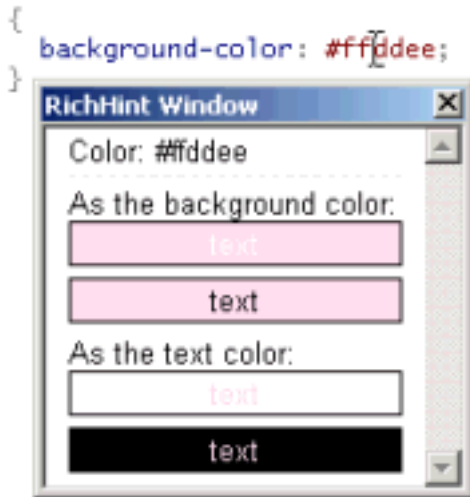 {
background-color: #ffddee;
}
RichHint Window
Color: #ffddee
As the background color:
text
text
As the text color:
text
text